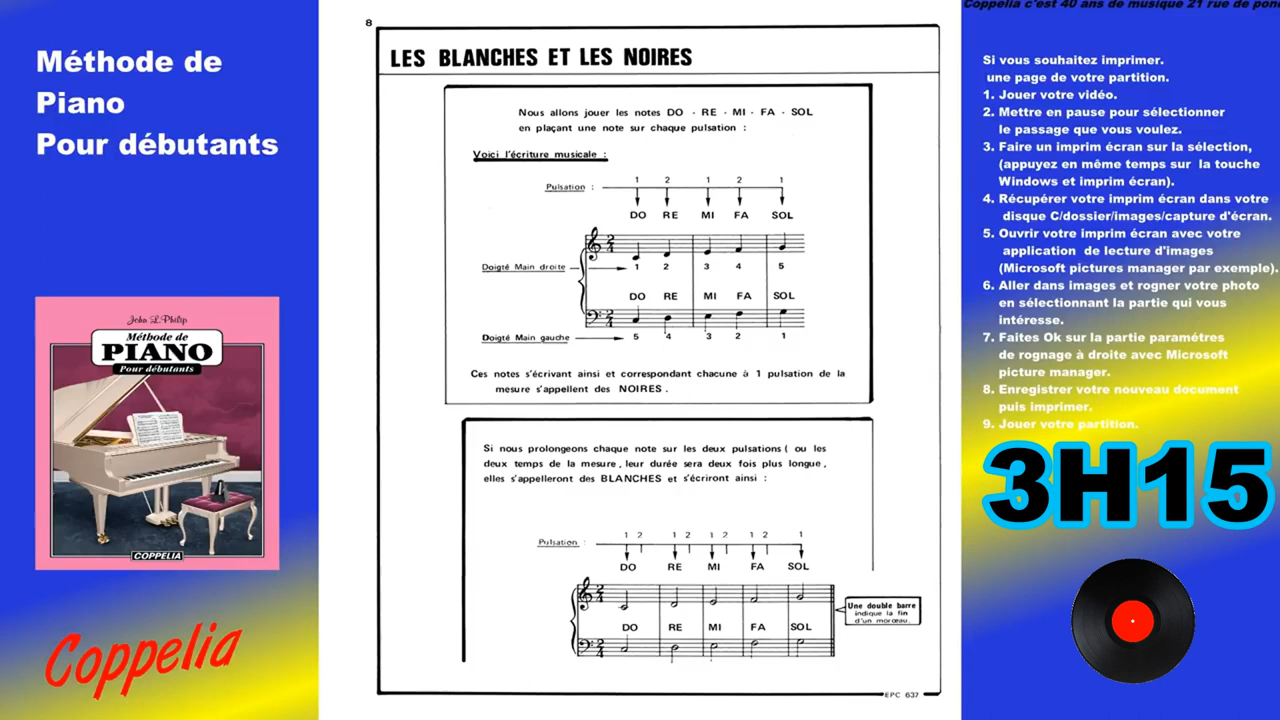 Méthode de
Piano
Pour débutants
John L. Philip
Méthode de
PIANO
Pour débutants
COPPELIA
Coppelia
8
LES BLANCHES ET LES NOIRES
Nous allons jouer les notes DO - RE - MI - FA - SOL
en plaçant une note sur chaque pulsation :
Voici l'écriture musicale :
1 2 1 2 1
Pulsation :
DO RE MI FA SOL
2 4
Doigté Main droite 1 2 3 4 5
DO RE MI FA SOL
2 4
Doigté Main gauche 5 4 3 2 1
Ces notes s'écrivant ainsi et correspondant chacune à 1 pulsation de la
mesure s'appellent des NOIRES .
Si nous prolongeons chaque note sur les deux pulsations ( ou les
deux temps de la mesure , leur durée sera deux fois plus longue ,
elles s'appelleront des BLANCHES et s'écriront ainsi :
1 2 1 2 1 2 1 2 1
Pulsation :
DO RE MI FA SOL
2 4
Une double barre
indique la fin
d'un morceau.
DO RE MI FA SOL
2 4
EPC 637
Coppelia c'est 40 ans de musique 21 rue de
Si vous souhaitez imprimer.
une page de votre partition.
1. Jouer votre vidéo.
2. Mettre en pause pour sélectionner
le passage que vous voulez.
3. Faire un imprim écran sur la sélection,
(appuyez en même temps sur la touche
Windows et imprim écran).
4. Récupérer votre imprim écran dans votre
disque C/dossier/images/capture d'écran.
5. Ouvrir votre imprim écran avec votre
application de lecture d'images
(Microsoft pictures manager par exemple).
6. Aller dans images et rogner votre photo
en sélectionnant la partie qui vous
intéresse.
7. Faites Ok sur la partie paramétres
de rognage à droite avec Microsoft
picture manager.
8. Enregistrer votre nouveau document
puis imprimer.
9. Jouer votre partition.
3H15